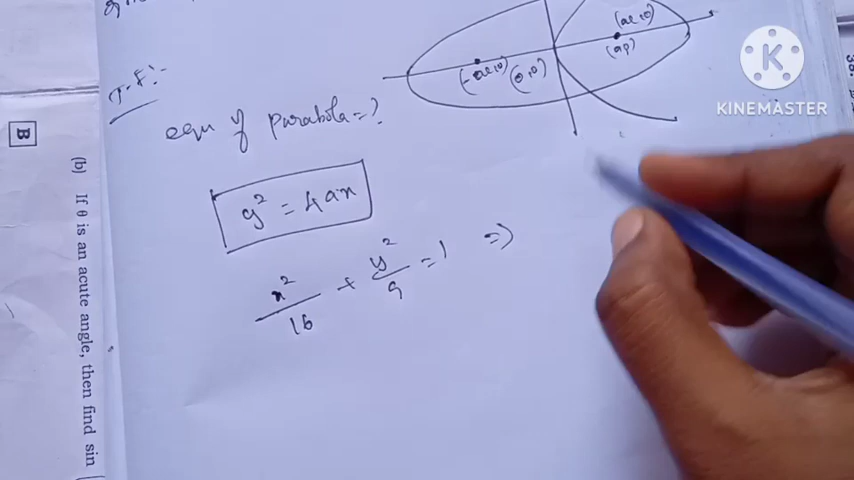 T.F:-
(ae,0)
(a,0)
(-ae,0) (0,0)
K
KINEMASTER
equ of parabola=?
y² = 4ax
x²/16 + y²/9 = 1 ⇒
B
(b) If θ is an acute angle, then find sin